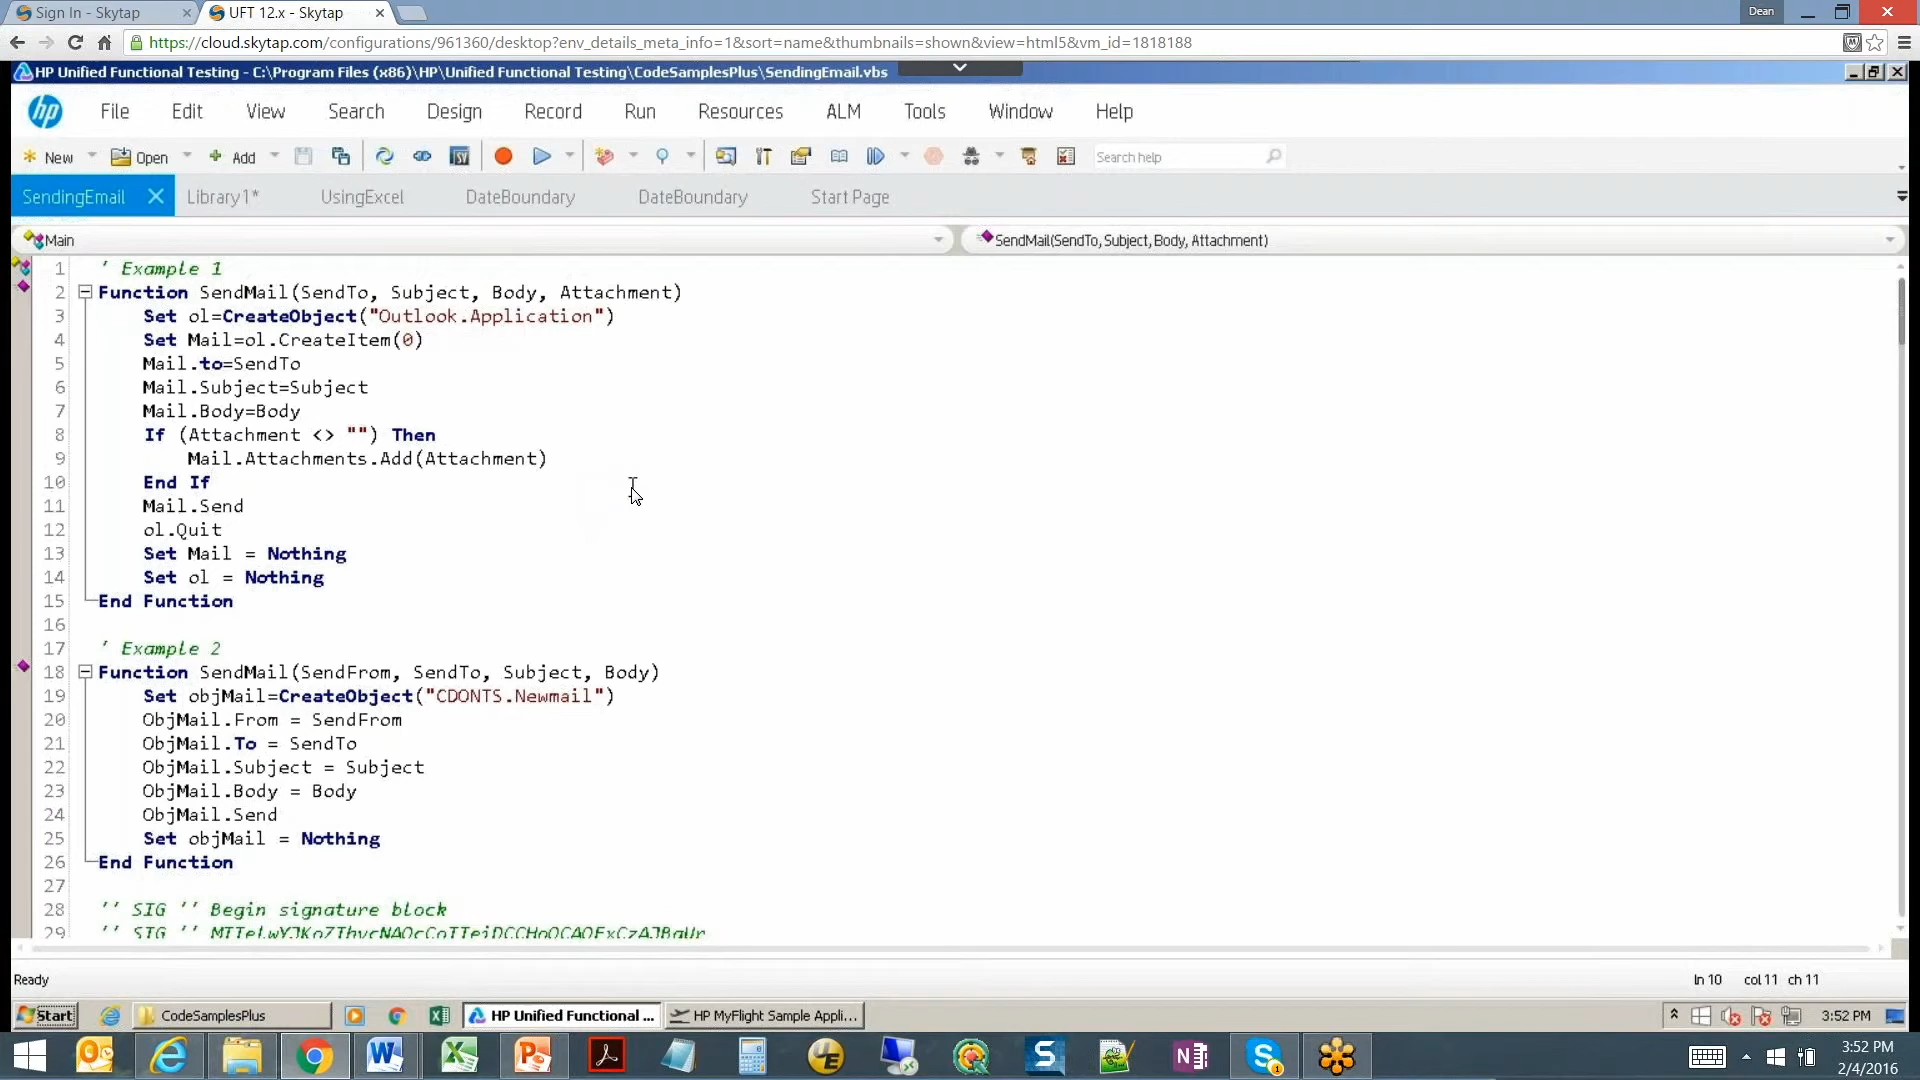 Sign In - Skytap
UFT 12.x - Skytap
Dean
https://cloud.skytap.com/configurations/961360/desktop?env_details_meta_info=1&sort=name&thumbnails=shown&view=html5&vm_id=1818188
HP Unified Functional Testing - C:\Program Files (x86)\HP\Unified Functional Testing\CodeSamplesPlus\SendingEmail.vbs
hp File Edit View Search Design Record Run Resources ALM Tools Window Help
New Open Add Search help
SendingEmail Library1* UsingExcel DateBoundary DateBoundary Start Page
Main SendMail(SendTo, Subject, Body, Attachment)
1 ' Example 1
2 Function SendMail(SendTo, Subject, Body, Attachment)
3 Set ol=CreateObject("Outlook.Application")
4 Set Mail=ol.CreateItem(0)
5 Mail.to=SendTo
6 Mail.Subject=Subject
7 Mail.Body=Body
8 If (Attachment <> "") Then
9 Mail.Attachments.Add(Attachment)
10 End If
11 Mail.Send
12 ol.Quit
13 Set Mail = Nothing
14 Set ol = Nothing
15 End Function
16
17 ' Example 2
18 Function SendMail(SendFrom, SendTo, Subject, Body)
19 Set objMail=CreateObject("CDONTS.Newmail")
20 ObjMail.From = SendFrom
21 ObjMail.To = SendTo
22 ObjMail.Subject = Subject
23 ObjMail.Body = Body
24 ObjMail.Send
25 Set objMail = Nothing
26 End Function
27
28 '' SIG '' Begin signature block
29 '' SIG ''
Ready ln 10 col 11 ch 11
Start CodeSamplesPlus HP Unified Functional ... HP MyFlight Sample Appli... 3:52 PM
3:52 PM
2/4/2016